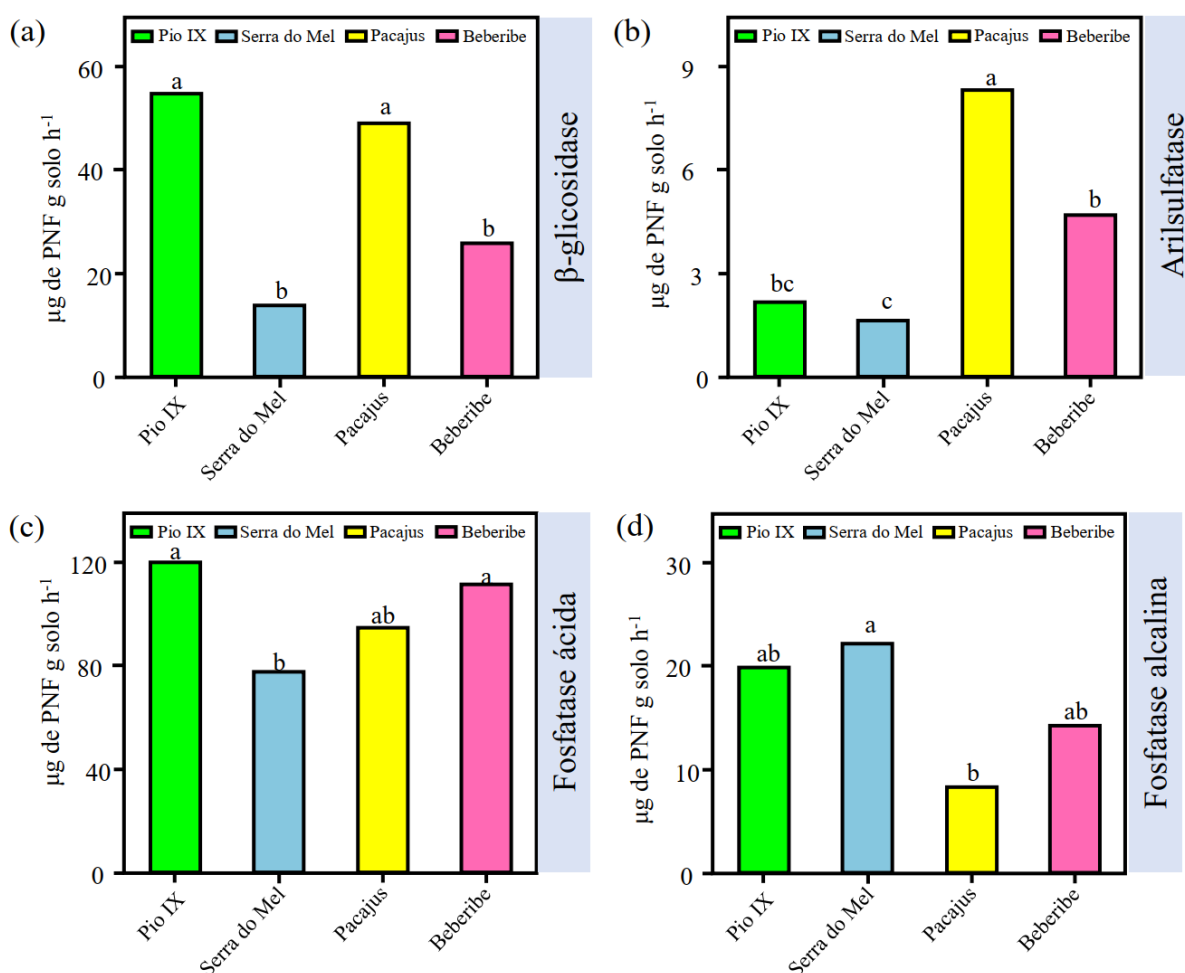 (a)
Pio IX Serra do Mel Pacajus Beberibe
µg de PNF g solo h⁻¹
60
40
20
0
a
b
a
b
Pio IX
Serra do Mel
Pacajus
Beberibe
β-glicosidase
(b)
Pio IX Serra do Mel Pacajus Beberibe
µg de PNF g solo h⁻¹
9
6
3
0
bc
c
a
b
Pio IX
Serra do Mel
Pacajus
Beberibe
Arilsulfatase
(c)
Pio IX Serra do Mel Pacajus Beberibe
µg de PNF g solo h⁻¹
120
80
40
0
a
b
ab
a
Pio IX
Serra do Mel
Pacajus
Beberibe
Fosfatase ácida
(d)
Pio IX Serra do Mel Pacajus Beberibe
µg de PNF g solo h⁻¹
30
20
10
0
ab
a
b
ab
Pio IX
Serra do Mel
Pacajus
Beberibe
Fosfatase alcalina